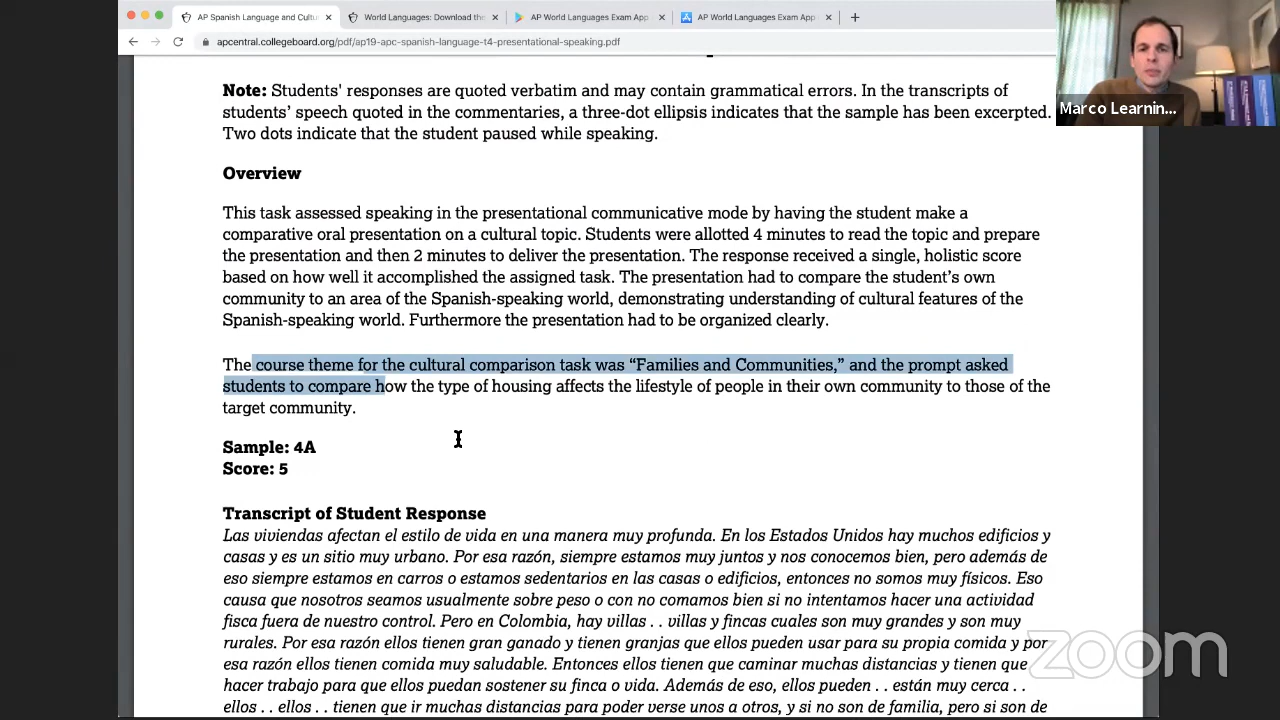 AP Spanish Language and Cultu
World Languages: Download the
AP World Languages Exam App
AP World Languages Exam App
apcentral.collegeboard.org/pdf/ap19-apc-spanish-language-t4-presentational-speaking.pdf
Marco Learnin...
Note: Students' responses are quoted verbatim and may contain grammatical errors. In the transcripts of
students’ speech quoted in the commentaries, a three-dot ellipsis indicates that the sample has been excerpted.
Two dots indicate that the student paused while speaking.
Overview
This task assessed speaking in the presentational communicative mode by having the student make a
comparative oral presentation on a cultural topic. Students were allotted 4 minutes to read the topic and prepare
the presentation and then 2 minutes to deliver the presentation. The response received a single, holistic score
based on how well it accomplished the assigned task. The presentation had to compare the student’s own
community to an area of the Spanish-speaking world, demonstrating understanding of cultural features of the
Spanish-speaking world. Furthermore the presentation had to be organized clearly.
The course theme for the cultural comparison task was “Families and Communities,” and the prompt asked
students to compare how the type of housing affects the lifestyle of people in their own community to those of the
target community.
Sample: 4A
Score: 5
Transcript of Student Response
Las viviendas afectan el estilo de vida en una manera muy profunda. En los Estados Unidos hay muchos edificios y
casas y es un sitio muy urbano. Por esa razón, siempre estamos muy juntos y nos conocemos bien, pero además de
eso siempre estamos en carros o estamos sedentarios en las casas o edificios, entonces no somos muy físicos. Eso
causa que nosotros seamos usualmente sobre peso o con no comamos bien si no intentamos hacer una actividad
fisca fuera de nuestro control. Pero en Colombia, hay villas . . villas y fincas cuales son muy grandes y son muy
rurales. Por esa razón ellos tienen gran ganado y tienen granjas que ellos pueden usar para su propia comida y por
esa razón ellos tienen comida muy saludable. Entonces ellos tienen que caminar muchas distancias y tienen que
hacer trabajo para que ellos puedan sostener su finca o vida. Además de eso, ellos pueden . . están muy cerca . .
ellos . . ellos . . tienen que ir muchas distancias para poder verse unos a otros, y si no son de familia, pero si son de
zoom